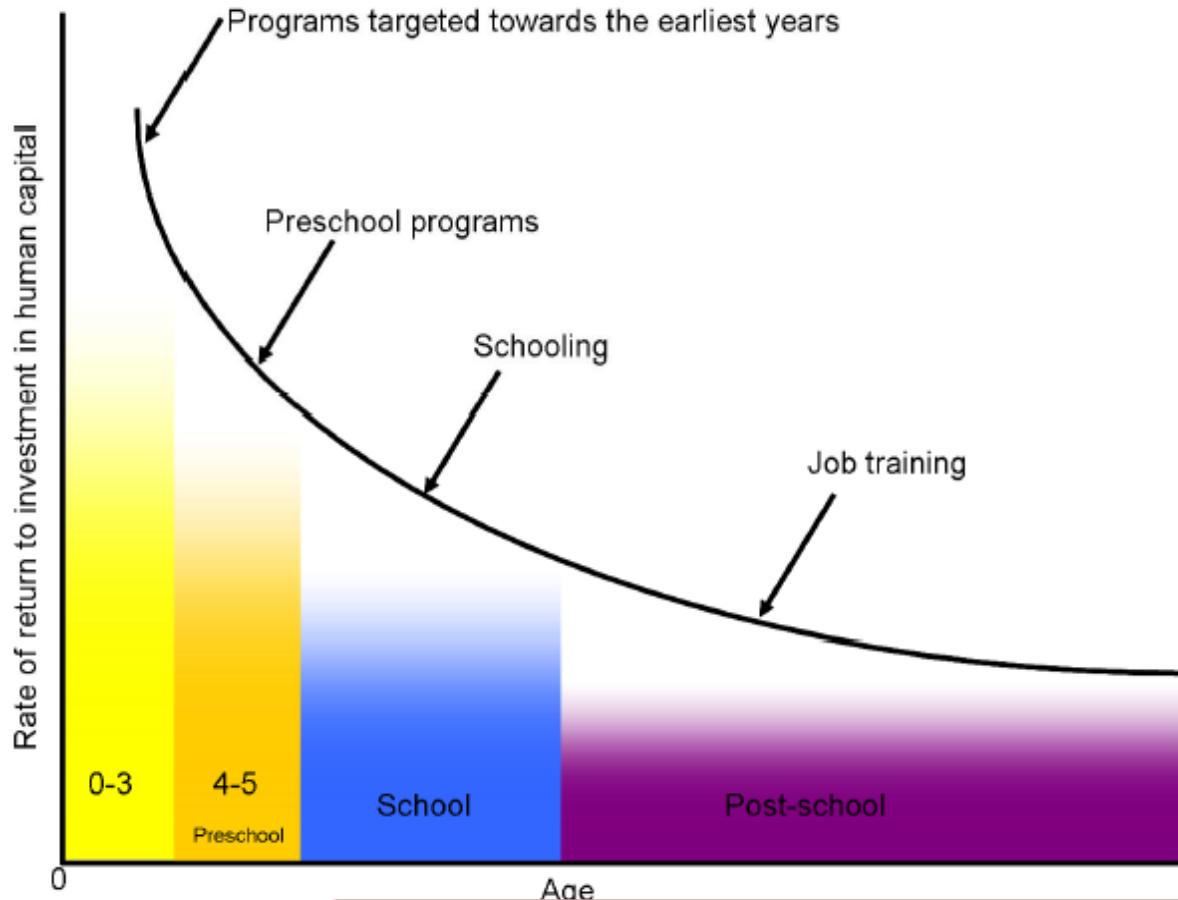 Programs targeted towards the earliest years
Preschool programs
Schooling
Job training
Rate of return to investment in human capital
0-3
4-5
Preschool
School
Post-school
0
Age